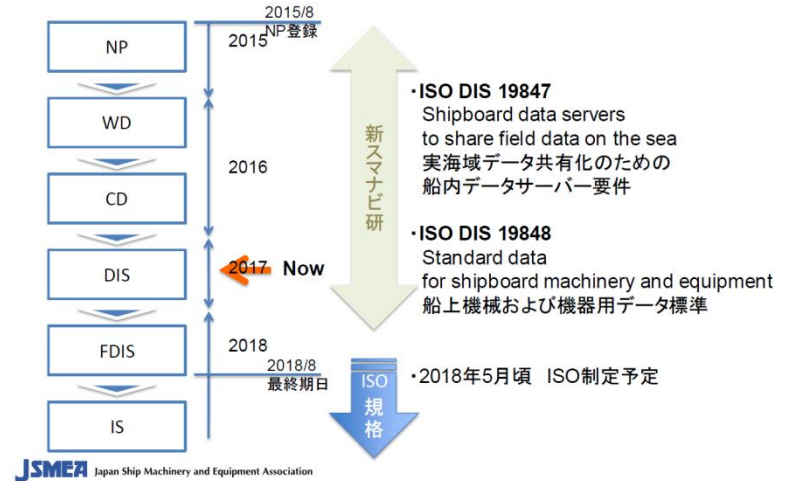 NP
WD
CD
DIS
FDIS
IS
2015/8
NP登録
2015
2016
2017
Now
2018
2018/8
最終期日
新スマナビ研
ISO
規格
・ISO DIS 19847
Shipboard data servers
to share field data on the sea
実海域データ共有化のための
船内データサーバー要件
・ISO DIS 19848
Standard data
for shipboard machinery and equipment
船上機械および機器用データ標準
・2018年5月頃 ISO制定予定
JSMEA Japan Ship Machinery and Equipment Association